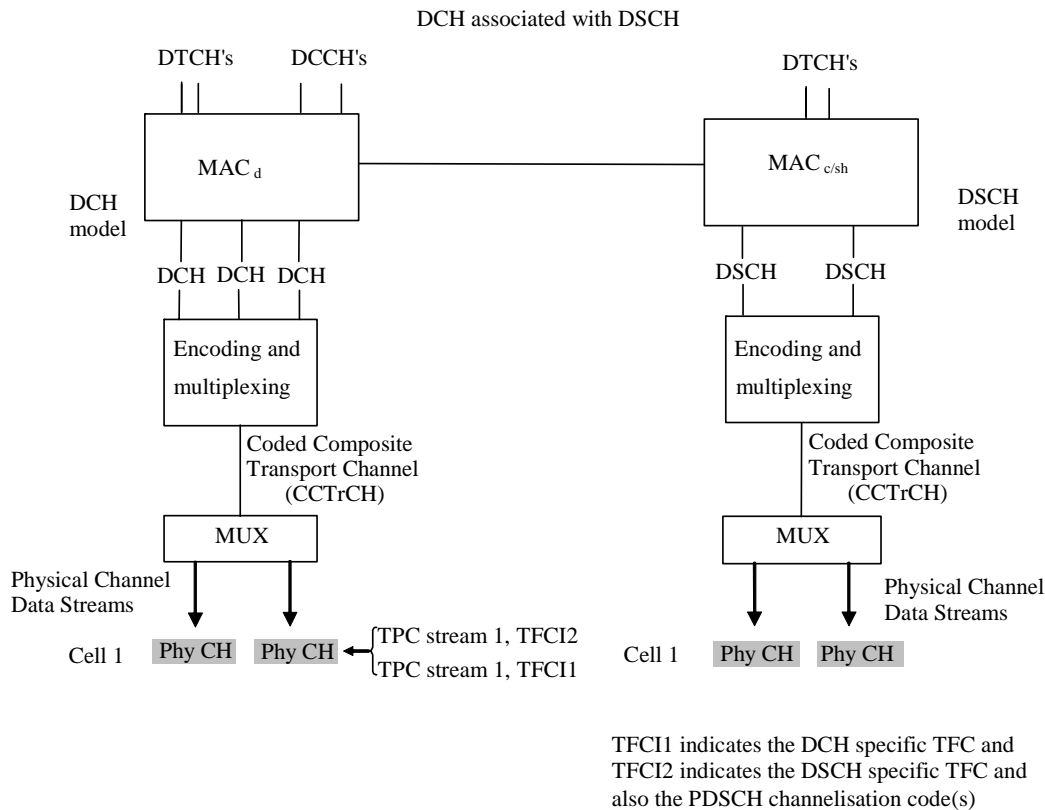 DCH associated with DSCH
DTCH's
DCCH's
DTCH's
MAC d
MAC c/sh
DCH
model
DSCH
model
DCH
DCH
DCH
DSCH
DSCH
Encoding and
multiplexing
Encoding and
multiplexing
Coded Composite
Transport Channel
(CCTrCH)
Coded Composite
Transport Channel
(CCTrCH)
MUX
MUX
Physical Channel
Data Streams
Physical Channel
Data Streams
Cell 1
Phy CH
Phy CH
TPC stream 1, TFCI2
TPC stream 1, TFCI1
Cell 1
Phy CH
Phy CH
TFCI1 indicates the DCH specific TFC and
TFCI2 indicates the DSCH specific TFC and
also the PDSCH channelisation code(s)